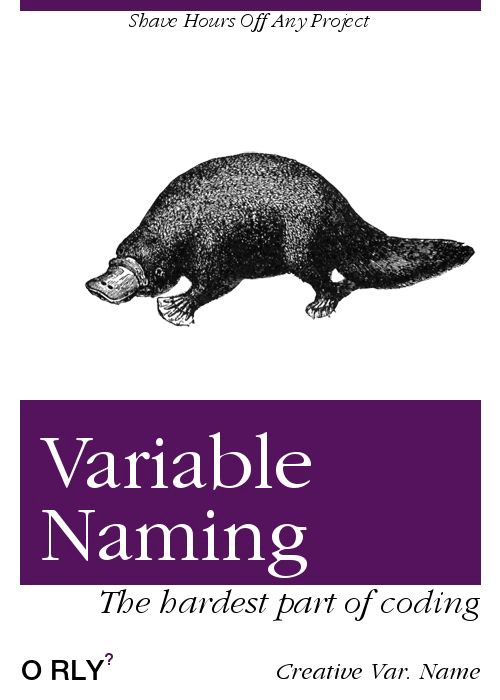 Shave Hours Off Any Project
Variable
Naming
The hardest part of coding
O RLY?
Creative Var. Name